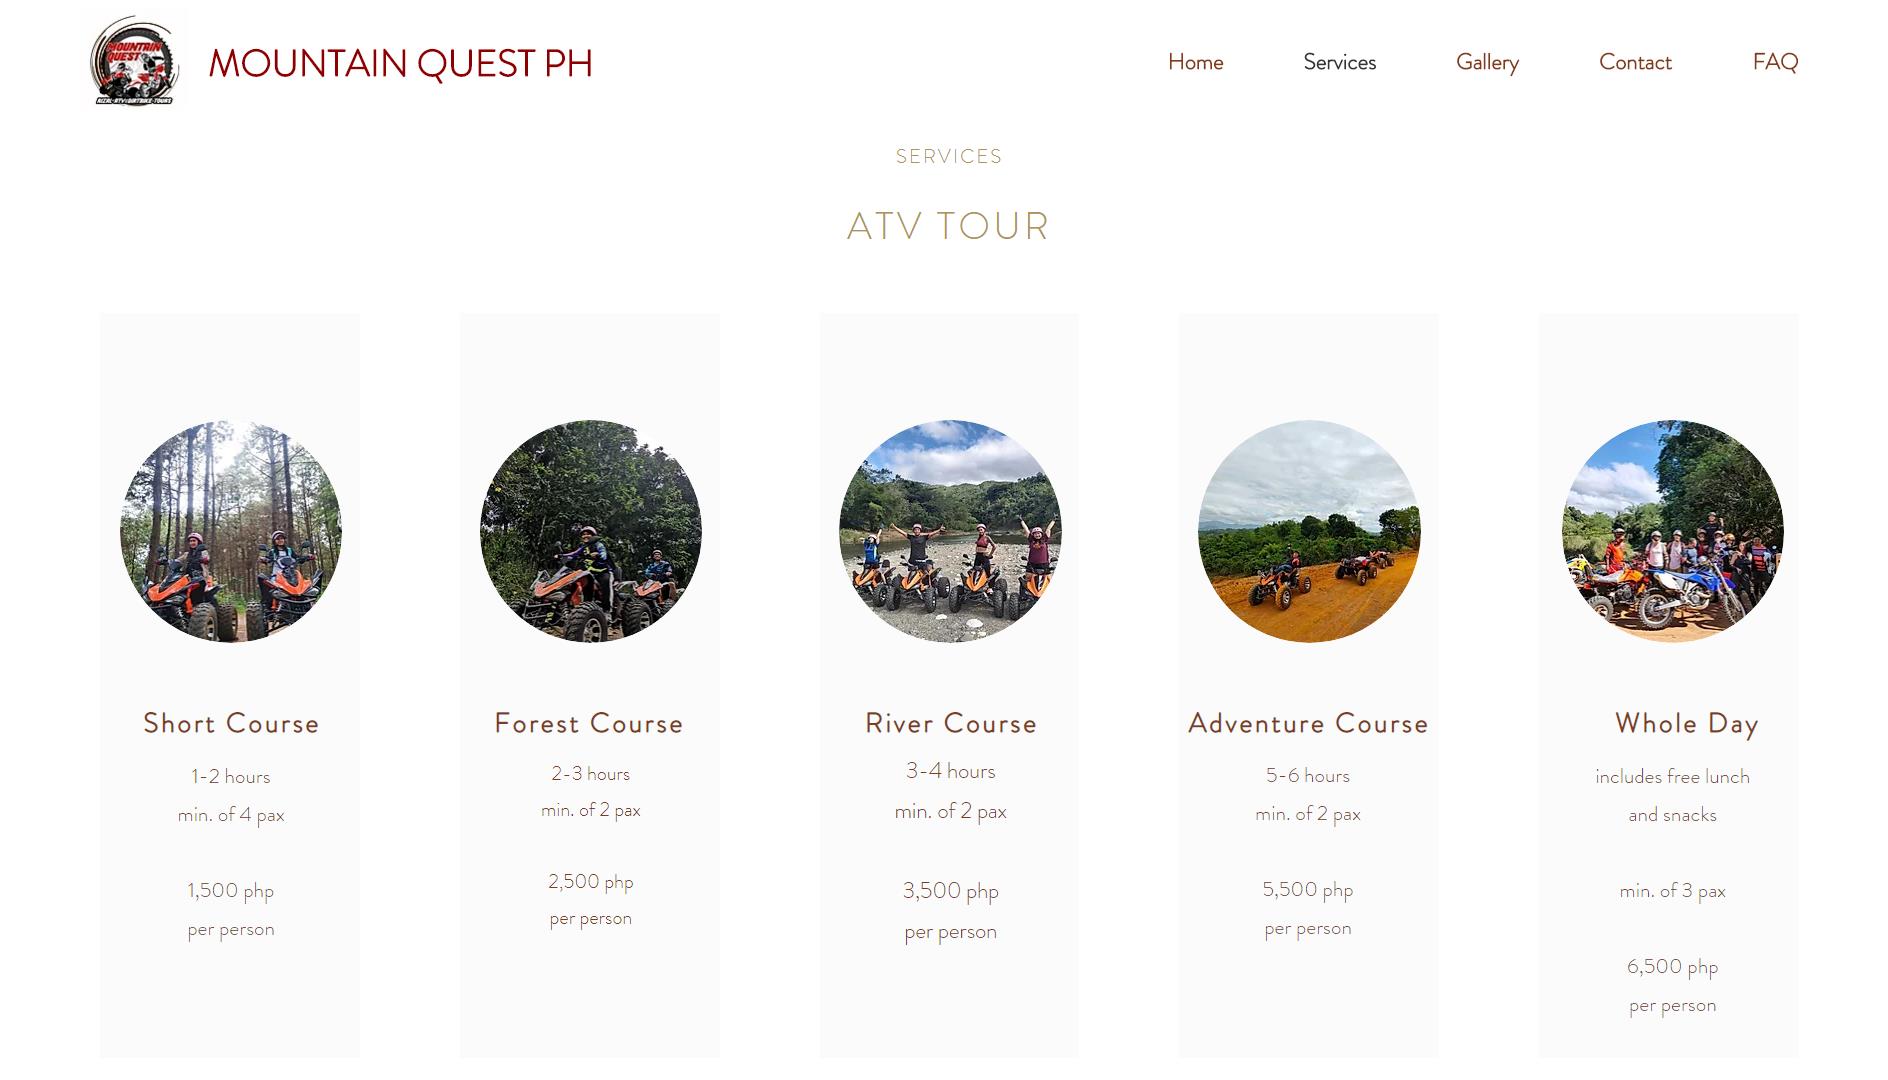 MOUNTAIN
QUEST
RIZAL-ATV&DIRTBIKE-TOURS
MOUNTAIN QUEST PH
Home
Services
Gallery
Contact
FAQ
SERVICES
ATV TOUR
Short Course
1-2 hours
min. of 4 pax
1,500 php
per person
Forest Course
2-3 hours
min. of 2 pax
2,500 php
per person
River Course
3-4 hours
min. of 2 pax
3,500 php
per person
Adventure Course
5-6 hours
min. of 2 pax
5,500 php
per person
Whole Day
includes free lunch
and snacks
min. of 3 pax
6,500 php
per person